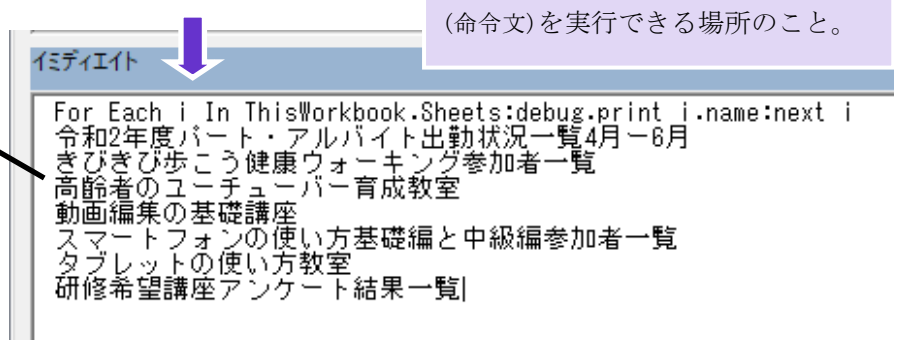 (命令文)を実行できる場所のこと。
イミディエイト
For Each i In ThisWorkbook.Sheets:debug.print i.name:next i
令和2年度パート・アルバイト出勤状況一覧4月ー6月
きびきび歩こう健康ウォーキング参加者一覧
高齢者のユーチューバー育成教室
動画編集の基礎講座
スマートフォンの使い方基礎編と中級編参加者一覧
タブレットの使い方教室
研修希望講座アンケート結果一覧